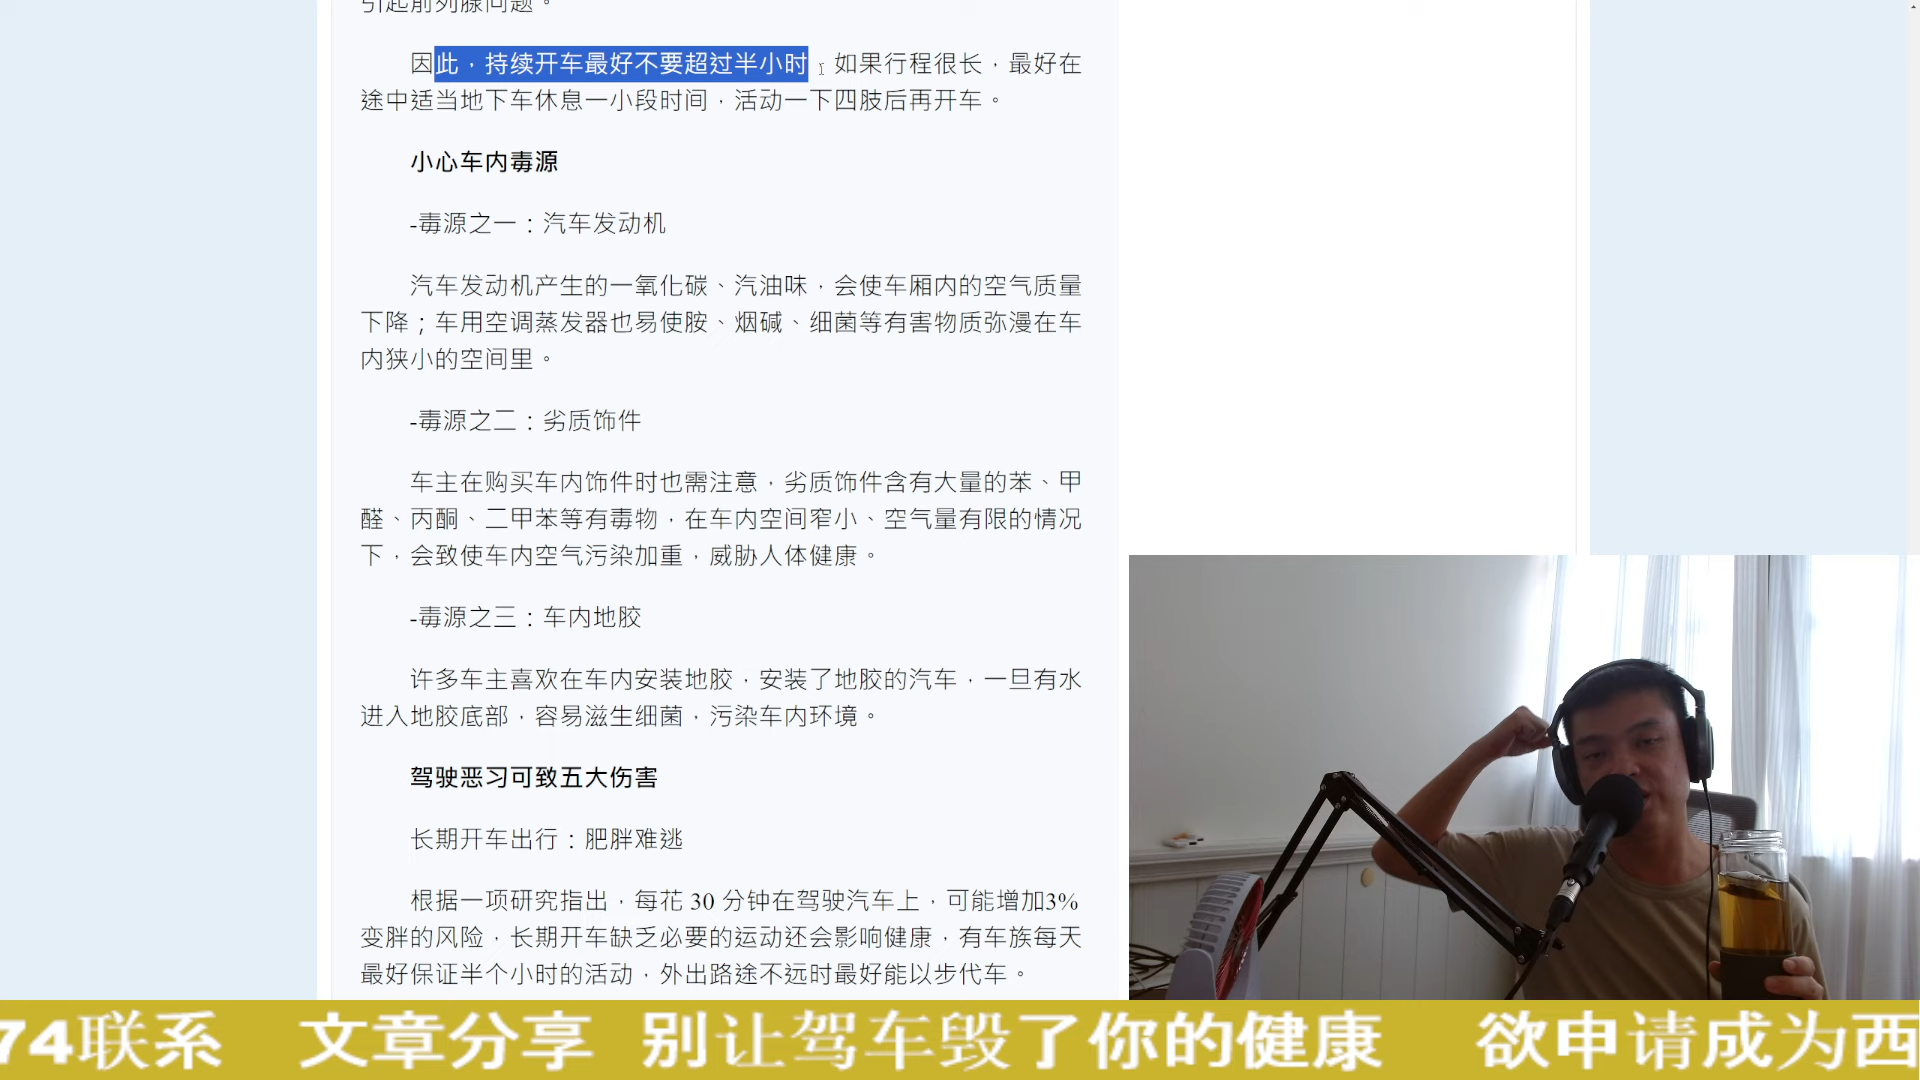 引起前列腺问题。
因此，持续开车最好不要超过半小时，如果行程很长，最好在
途中适当地下车休息一小段时间，活动一下四肢后再开车。
小心车内毒源
-毒源之一：汽车发动机
汽车发动机产生的一氧化碳、汽油味，会使车厢内的空气质量
下降；车用空调蒸发器也易使胺、烟碱、细菌等有害物质弥漫在车
内狭小的空间里。
-毒源之二：劣质饰件
车主在购买车内饰件时也需注意，劣质饰件含有大量的苯、甲
醛、丙酮、二甲苯等有毒物，在车内空间窄小、空气量有限的情况
下，会致使车内空气污染加重，威胁人体健康。
-毒源之三：车内地胶
许多车主喜欢在车内安装地胶，安装了地胶的汽车，一旦有水
进入地胶底部，容易滋生细菌，污染车内环境。
驾驶恶习可致五大伤害
长期开车出行：肥胖难逃
根据一项研究指出，每花 30 分钟在驾驶汽车上，可能增加3%
变胖的风险，长期开车缺乏必要的运动还会影响健康，有车族每天
最好保证半个小时的活动，外出路途不远时最好能以步代车。
74联系 文章分享 别让驾车毁了你的健康 欲申请成为西